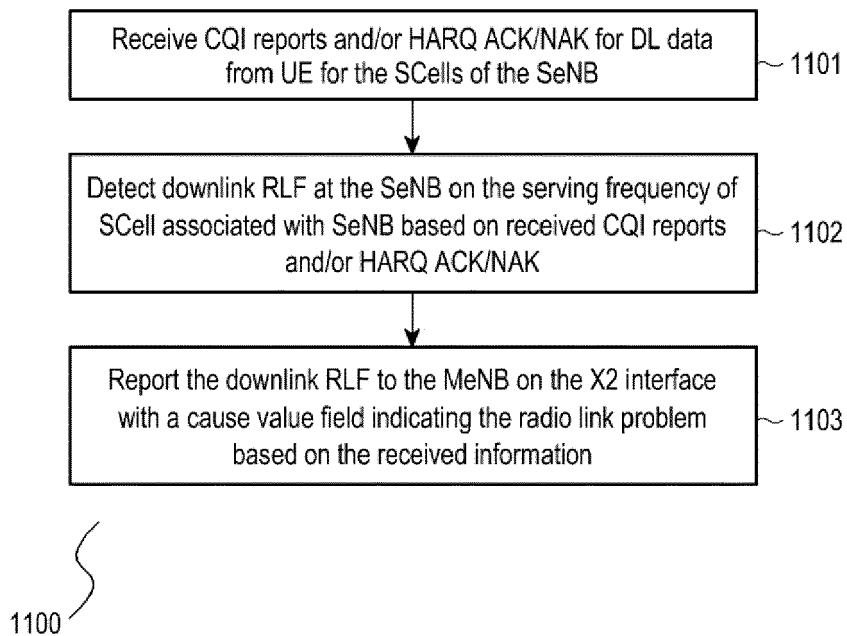 Receive CQI reports and/or HARQ ACK/NAK for DL data
from UE for the SCells of the SeNB
1101
Detect downlink RLF at the SeNB on the serving frequency of
SCell associated with SeNB based on received CQI reports
and/or HARQ ACK/NAK
1102
Report the downlink RLF to the MeNB on the X2 interface
with a cause value field indicating the radio link problem
based on the received information
1103
1100